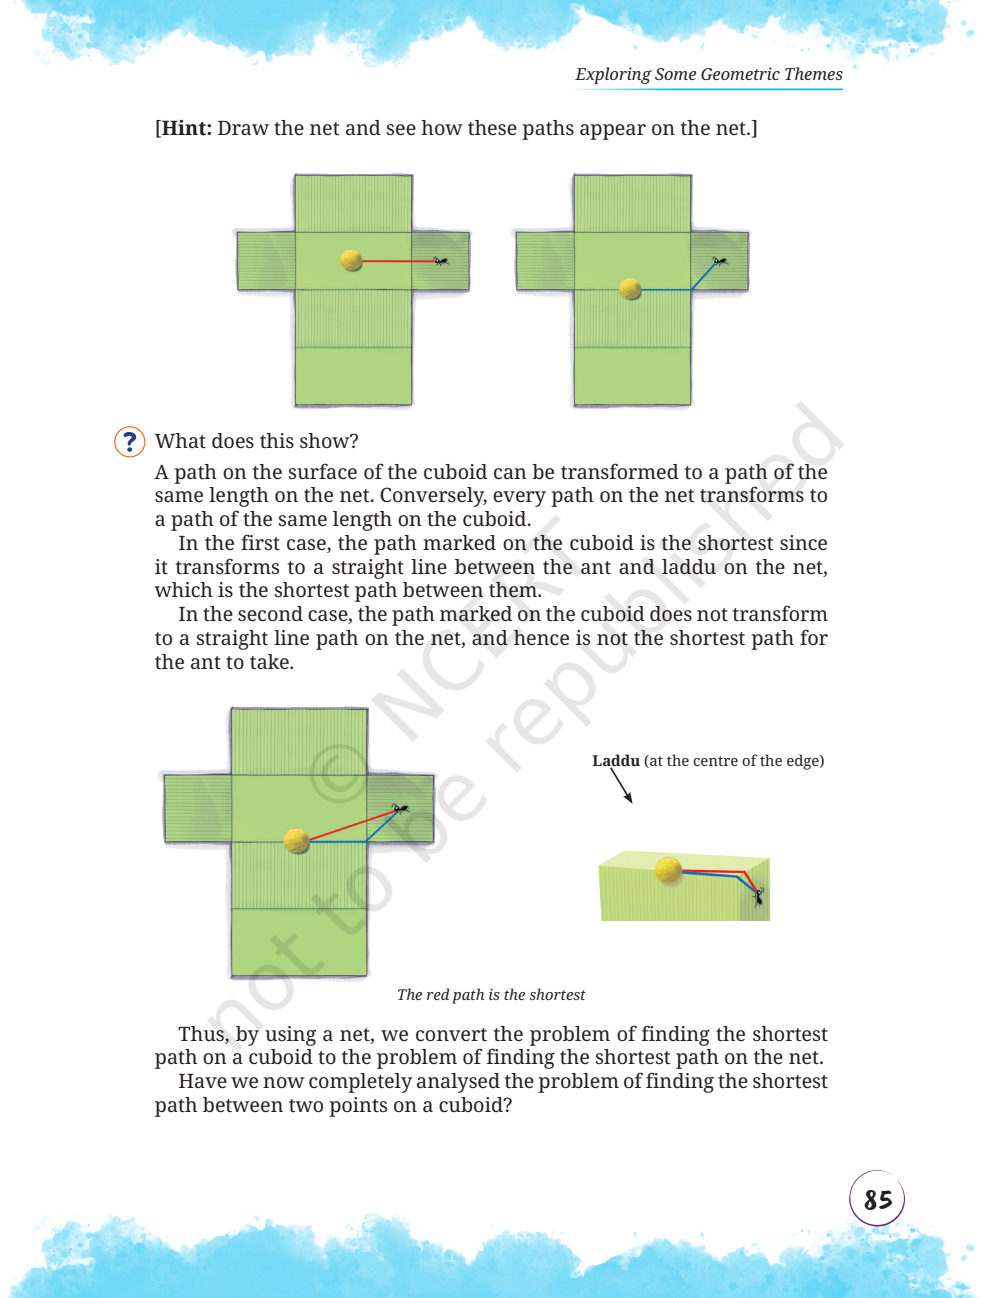 Exploring Some Geometric Themes
[Hint: Draw the net and see how these paths appear on the net.]
? What does this show?
A path on the surface of the cuboid can be transformed to a path of the
same length on the net. Conversely, every path on the net transforms to
a path of the same length on the cuboid.
In the first case, the path marked on the cuboid is the shortest since
it transforms to a straight line between the ant and laddu on the net,
which is the shortest path between them.
In the second case, the path marked on the cuboid does not transform
to a straight line path on the net, and hence is not the shortest path for
the ant to take.
Laddu (at the centre of the edge)
The red path is the shortest
Thus, by using a net, we convert the problem of finding the shortest
path on a cuboid to the problem of finding the shortest path on the net.
Have we now completely analysed the problem of finding the shortest
path between two points on a cuboid?
© NCERT
not to be republished
85